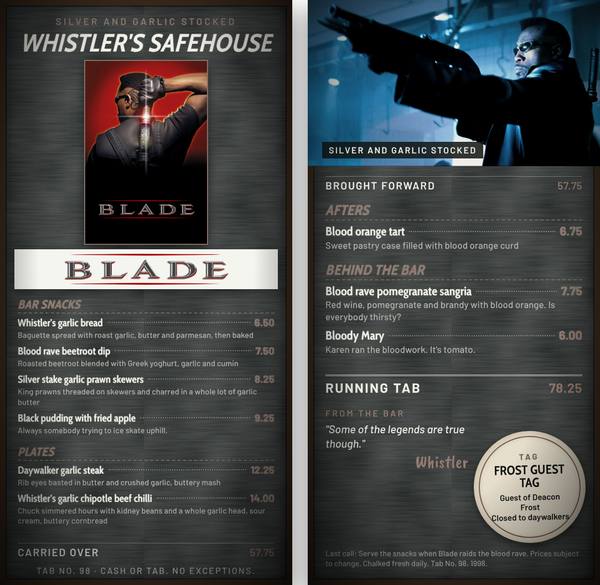 SILVER AND GARLIC STOCKED
WHISTLER'S SAFEHOUSE
BLADE
BLADE
BAR SNACKS
Whistler's garlic bread 6.50
Baguette spread with roast garlic, butter and parmesan, then baked
Blood rave beetroot dip 7.50
Roasted beetroot blended with Greek yoghurt, garlic and cumin
Silver stake garlic prawn skewers 8.25
King prawns threaded on skewers and charred in a whole lot of garlic
butter
Black pudding with fried apple 9.25
Always somebody trying to ice skate uphill.
PLATES
Daywalker garlic steak 12.25
Rib eyes basted in butter and crushed garlic, buttery mash
Whistler's garlic chipotle beef chilli 14.00
Chuck simmered hours with kidney beans and a whole garlic head, sour
cream, buttery cornbread
CARRIED OVER 57.75
TAB NO. 98 · CASH OR TAB. NO EXCEPTIONS.
SILVER AND GARLIC STOCKED
BROUGHT FORWARD 57.75
AFTERS
Blood orange tart 6.75
Sweet pastry case filled with blood orange curd
BEHIND THE BAR
Blood rave pomegranate sangria 7.75
Red wine, pomegranate and brandy with blood orange. Is
everybody thirsty?
Bloody Mary 6.00
Karen ran the bloodwork. It's tomato.
RUNNING TAB 78.25
FROM THE BAR
"Some of the legends are true
though."
Whistler
TAG
FROST GUEST
TAG
Guest of Deacon
Frost
Closed to daywalkers
Last call: Serve the snacks when Blade raids the blood rave. Prices subject
to change. Chalked fresh daily. Tab No. 98. 1998.